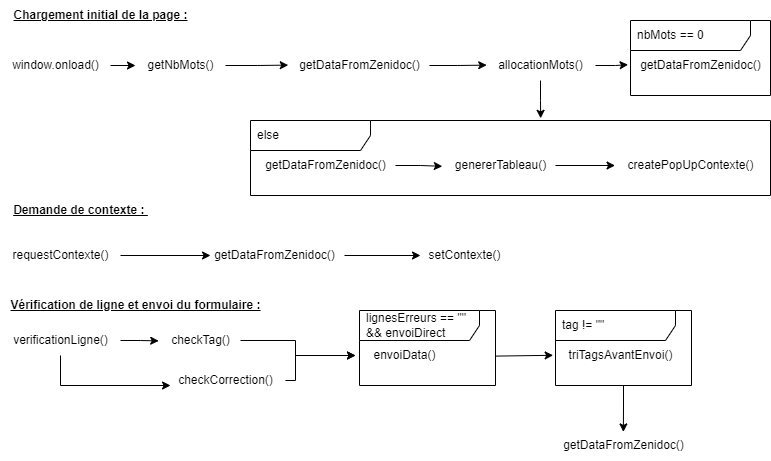 Chargement initial de la page :
nbMots == 0
window.onload()
getNbMots()
getDataFromZenidoc()
allocationMots()
getDataFromZenidoc()
else
getDataFromZenidoc()
genererTableau()
createPopUpContexte()
Demande de contexte :
requestContexte()
getDataFromZenidoc()
setContexte()
Vérification de ligne et envoi du formulaire :
lignesErreurs == ""
&& envoiDirect
tag != ""
verificationLigne()
checkTag()
envoiData()
triTagsAvantEnvoi()
checkCorrection()
getDataFromZenidoc()